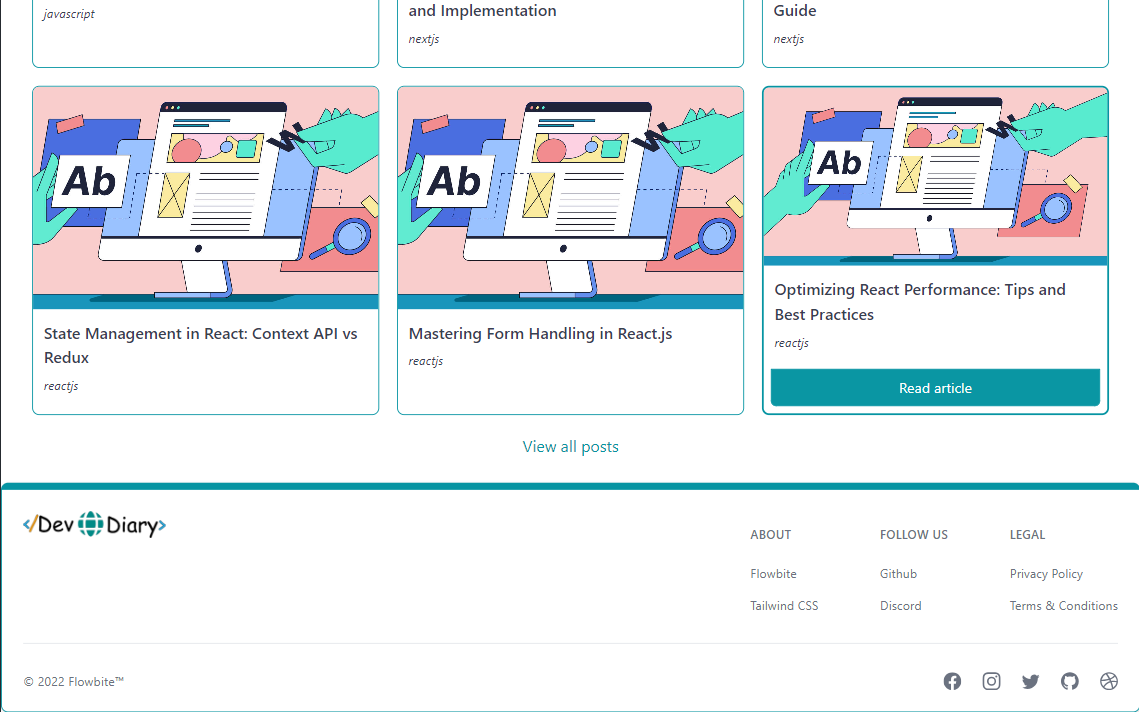 javascript
and Implementation
nextjs
Guide
nextjs
Ab
State Management in React: Context API vs
Redux
reactjs
Ab
Mastering Form Handling in React.js
reactjs
Ab
Optimizing React Performance: Tips and
Best Practices
reactjs
Read article
View all posts
</Dev Diary>
ABOUT
Flowbite
Tailwind CSS
FOLLOW US
Github
Discord
LEGAL
Privacy Policy
Terms & Conditions
© 2022 Flowbite™